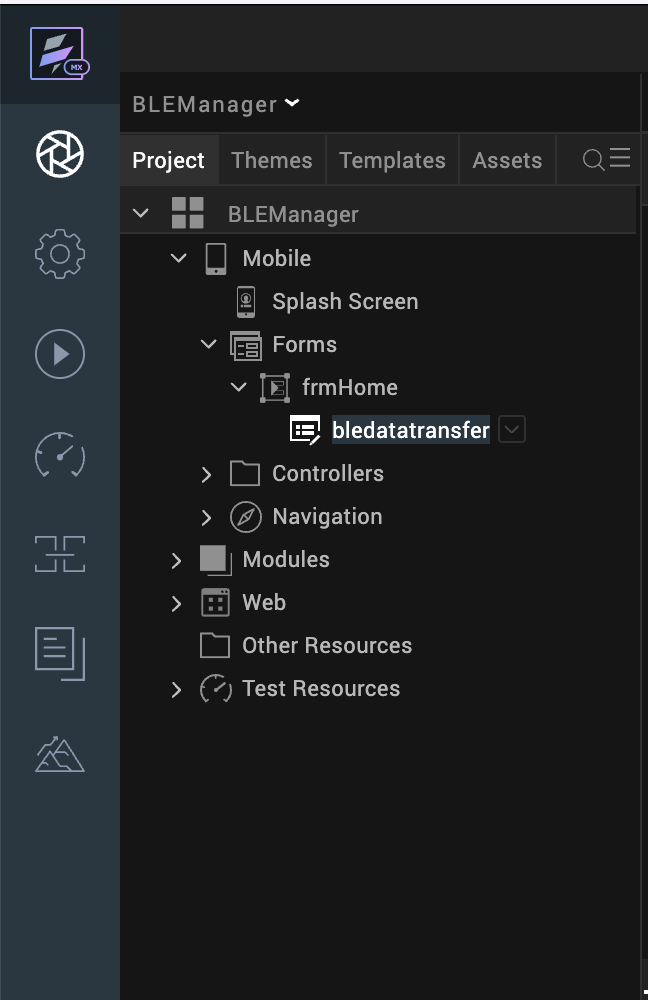 MX
BLEManager
Project Themes Templates Assets
BLEManager
Mobile
Splash Screen
Forms
frmHome
bledatatransfer
Controllers
Navigation
Modules
Web
Other Resources
Test Resources